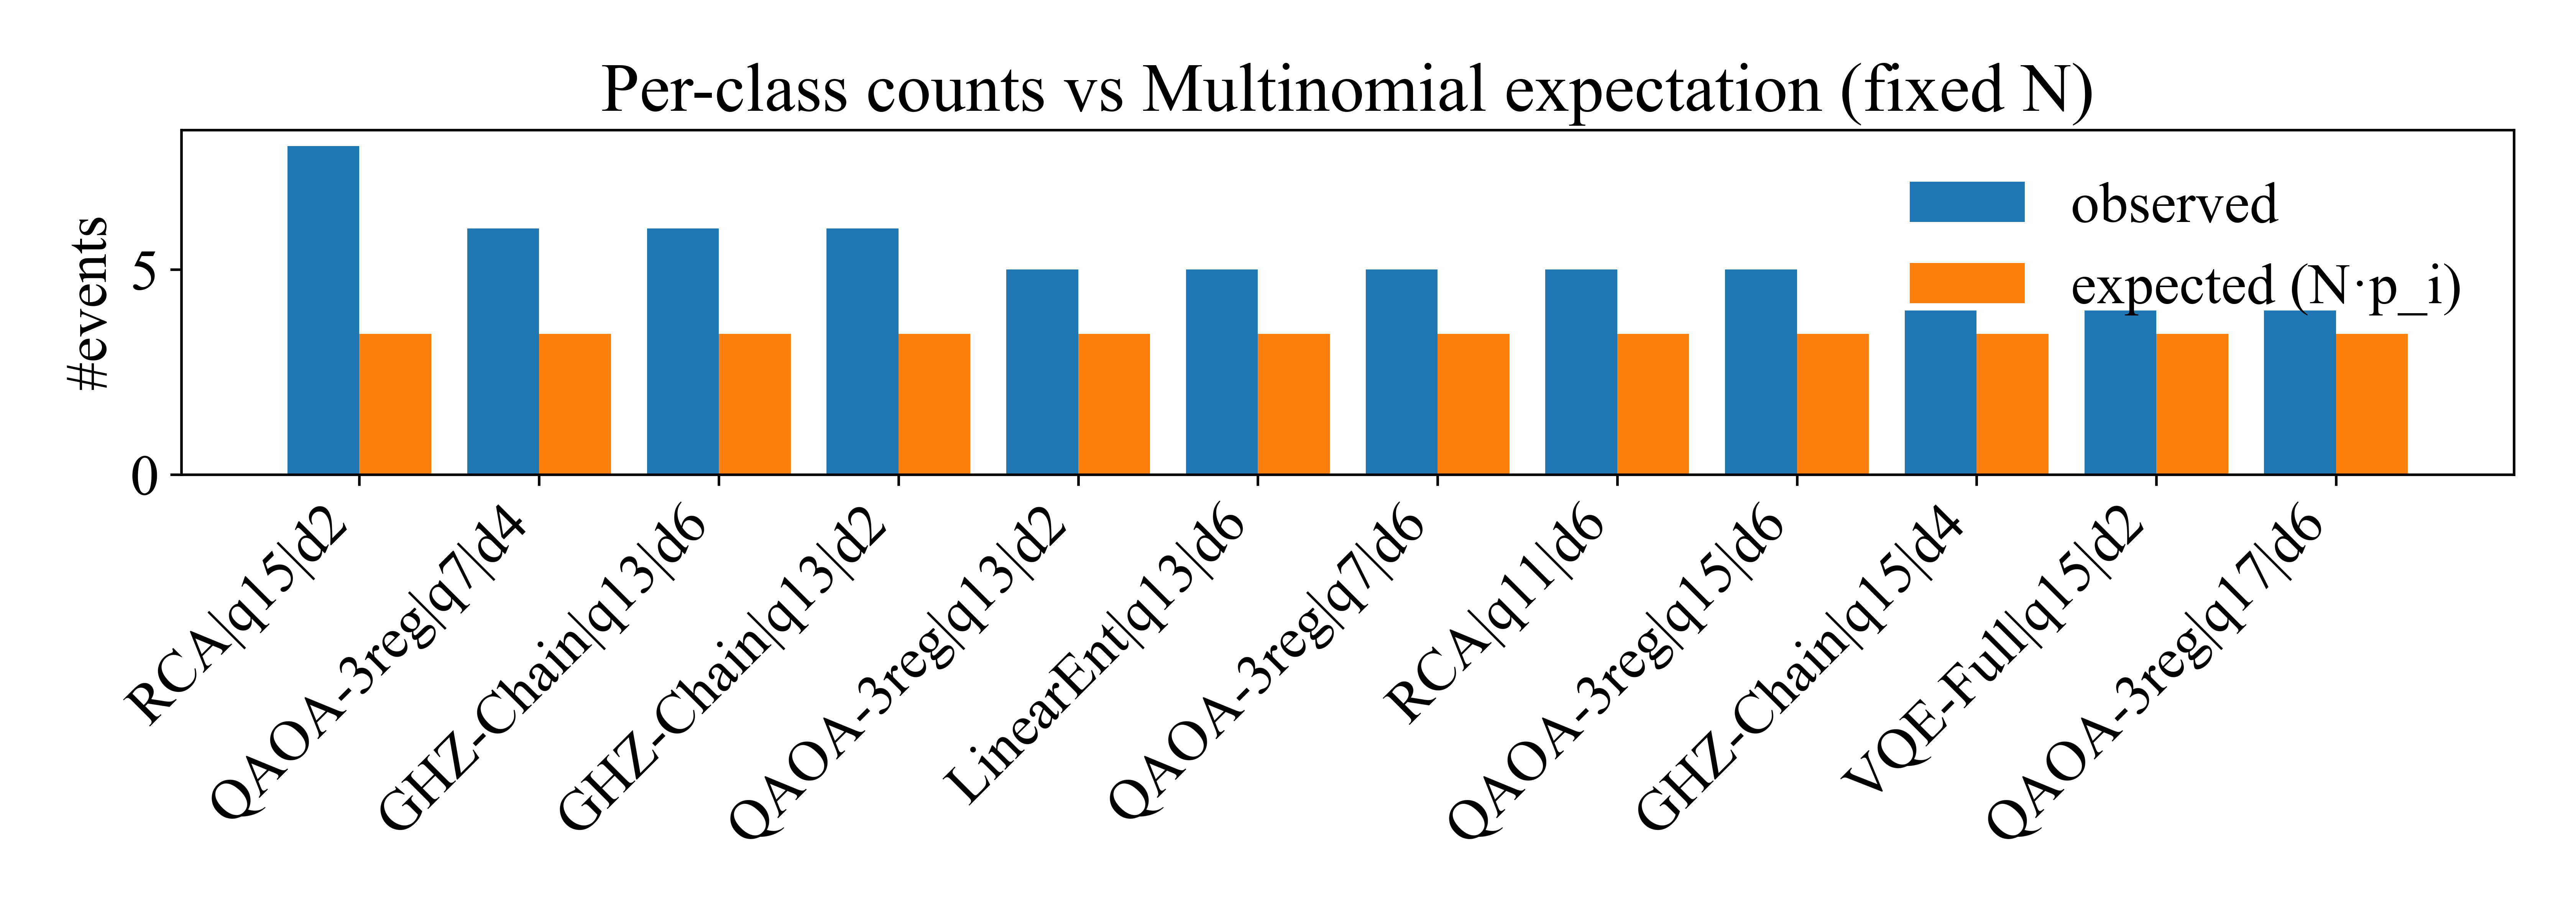 Per-class counts vs Multinomial expectation (fixed N)
observed
expected (N·p_i)
#events
5
0
RCA|q15|d2
QAOA-3reg|q7|d4
GHZ-Chain|q13|d6
GHZ-Chain|q13|d2
QAOA-3reg|q13|d2
LinearEnt|q13|d6
QAOA-3reg|q7|d6
RCA|q11|d6
QAOA-3reg|q15|d6
GHZ-Chain|q15|d4
VQE-Full|q15|d2
QAOA-3reg|q17|d6